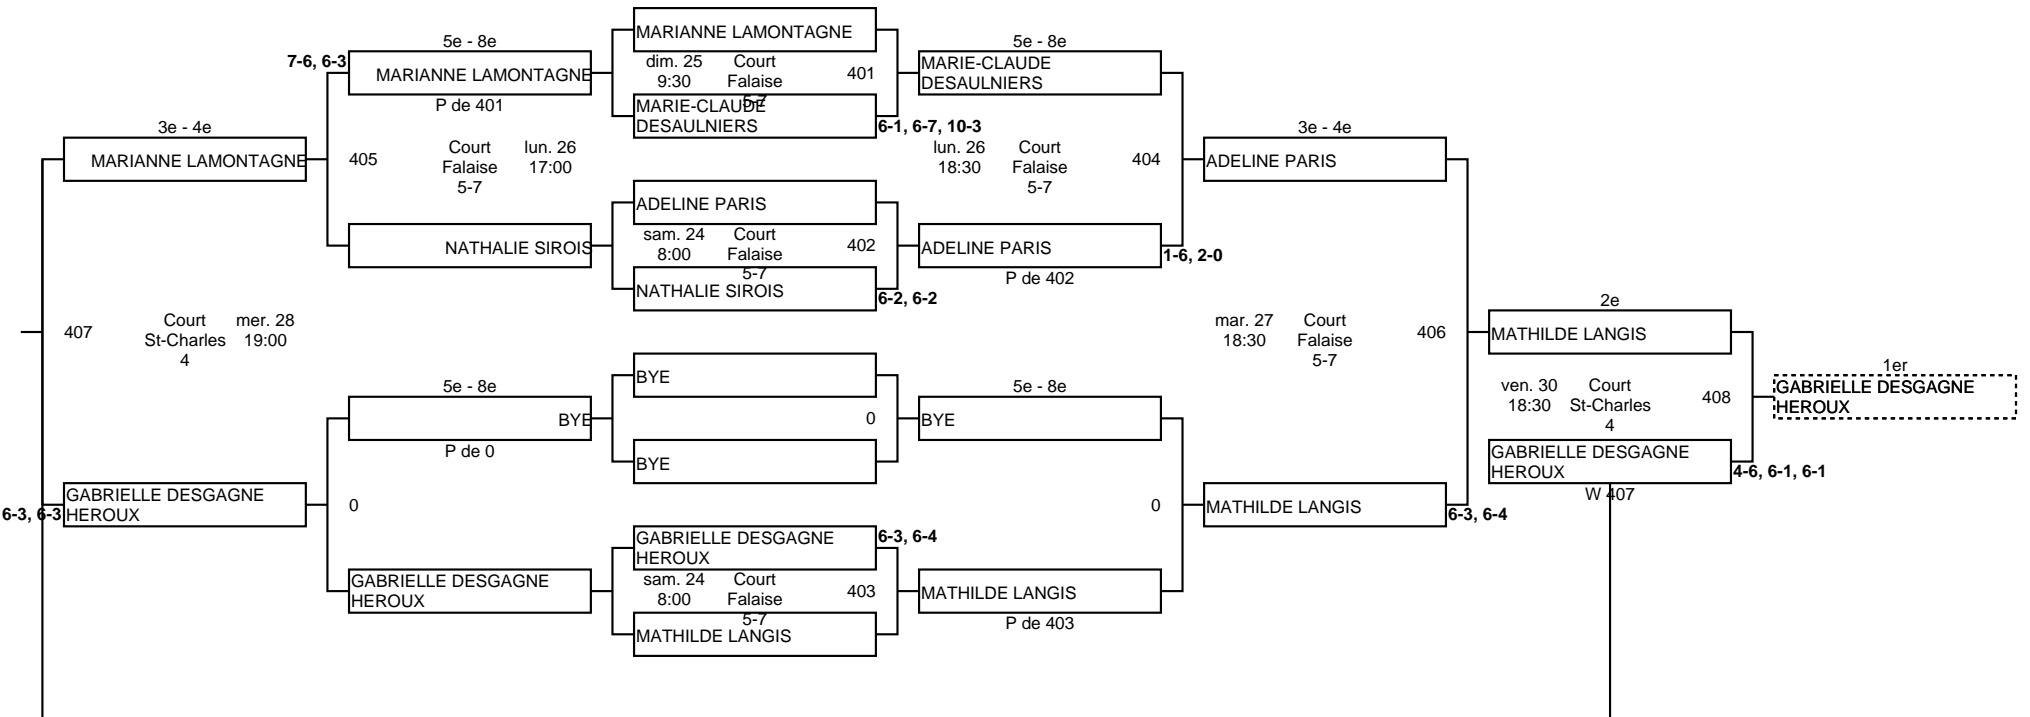 5e - 8e
7-6, 6-3
MARIANNE LAMONTAGNE
P de 401
3e - 4e
MARIANNE LAMONTAGNE
405
Court
Falaise
5-7
lun. 26
17:00
NATHALIE SIROIS
407
Court
St-Charles
4
mer. 28
19:00
5e - 8e
BYE
P de 0
GABRIELLE DESGAGNE
HEROUX
6-3, 6-3
0
GABRIELLE DESGAGNE
HEROUX
MARIANNE LAMONTAGNE
dim. 25
9:30
Court
Falaise
5-7
401
MARIE-CLAUDE
DESAULNIERS
6-1, 6-7, 10-3
ADELINE PARIS
sam. 24
8:00
Court
Falaise
5-7
402
NATHALIE SIROIS
6-2, 6-2
BYE
0
BYE
GABRIELLE DESGAGNE
HEROUX
6-3, 6-4
sam. 24
8:00
Court
Falaise
5-7
403
MATHILDE LANGIS
5e - 8e
MARIE-CLAUDE
DESAULNIERS
lun. 26
18:30
Court
Falaise
5-7
404
ADELINE PARIS
1-6, 2-0
P de 402
5e - 8e
BYE
0
MATHILDE LANGIS
P de 403
3e - 4e
ADELINE PARIS
mar. 27
18:30
Court
Falaise
5-7
406
MATHILDE LANGIS
6-3, 6-4
2e
MATHILDE LANGIS
ven. 30
18:30
Court
St-Charles
4
408
GABRIELLE DESGAGNE
HEROUX
4-6, 6-1, 6-1
W 407
1er
GABRIELLE DESGAGNE
HEROUX